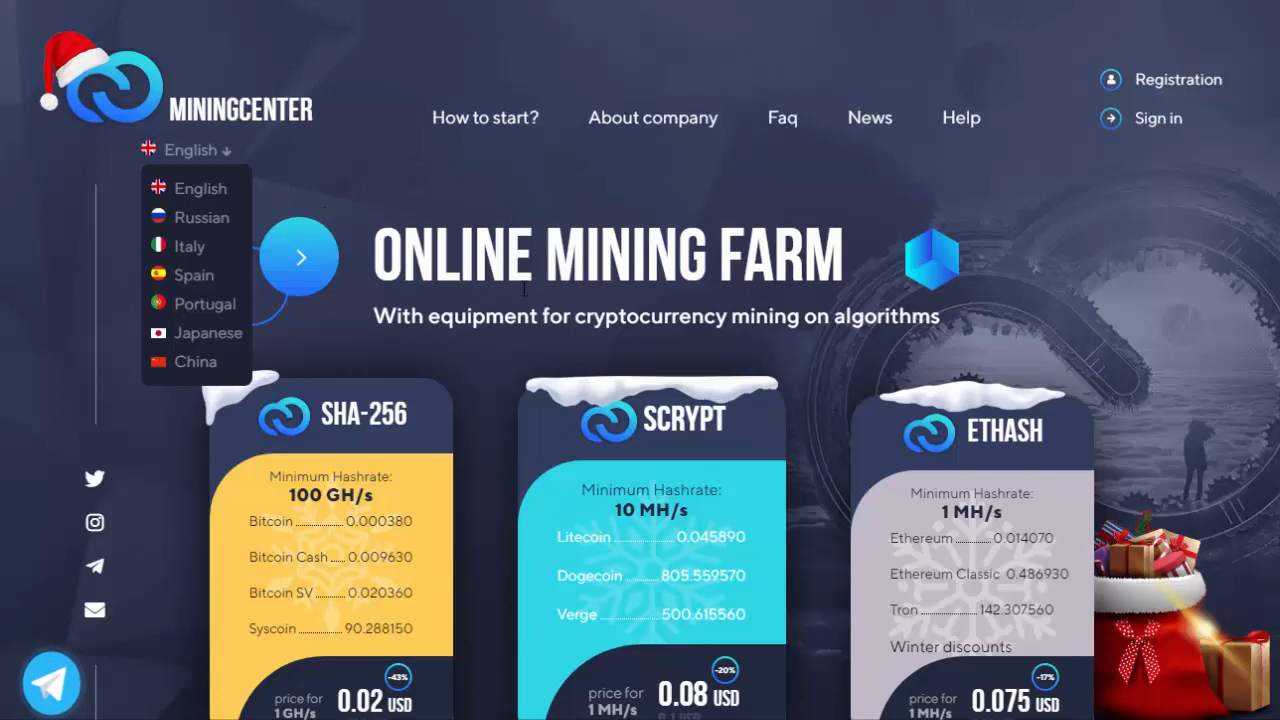 MININGCENTER
How to start?
About company
Faq
News
Help
Registration
Sign in
English
English
Russian
Italy
Spain
Portugal
Japanese
China
ONLINE MINING FARM
With equipment for cryptocurrency mining on algorithms
SHA-256
Minimum Hashrate:
100 GH/s
Bitcoin 0.000380
Bitcoin Cash 0.009630
Bitcoin SV 0.020360
Syscoin 90.288150
-43%
price for 0.02 USD
1 GH/s
SCRYPT
Minimum Hashrate:
10 MH/s
Litecoin 0.045890
Dogecoin 805.559570
Verge 500.615560
-20%
price for 0.08 USD
1 MH/s
0.1 USD
ETHASH
Minimum Hashrate:
1 MH/s
Ethereum 0.014070
Ethereum Classic 0.486930
Tron 142.307560
Winter discounts
-17%
price for 0.075 USD
1 MH/s